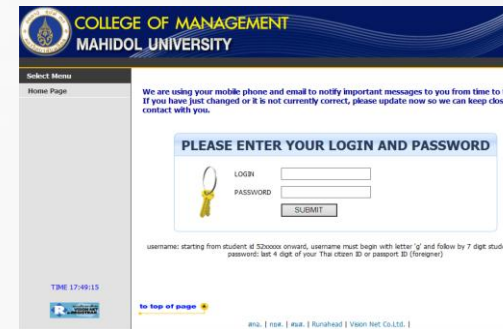 COLLEGE OF MANAGEMENT
MAHIDOL UNIVERSITY
Select Menu
Home Page
We are using your mobile phone and email to notify important messages to you from time to
If you have just changed or it is not currently correct, please update now so we can keep clos
contact with you.
PLEASE ENTER YOUR LOGIN AND PASSWORD
LOGIN
PASSWORD
SUBMIT
username: starting from student id 52xxxxx onward, username must begin with letter 'g' and follow by 7 digit stude
password: last 4 digit of your Thai citizen ID or passport ID (foreigner)
TIME 17:49:15
to top of page
| Runahead | Vision Net Co.Ltd. |